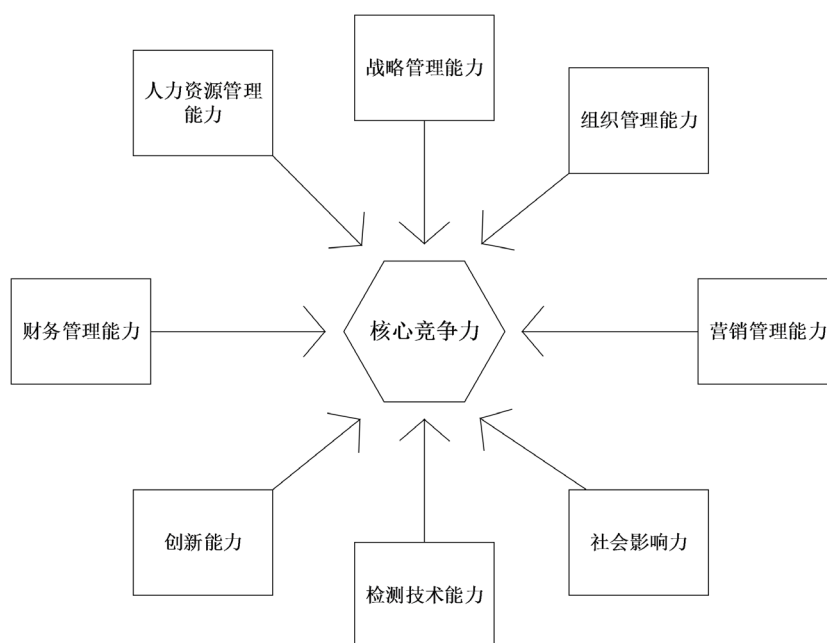 战略管理能力
人力资源管理
能力
组织管理能力
财务管理能力
核心竞争力
营销管理能力
创新能力
社会影响力
检测技术能力